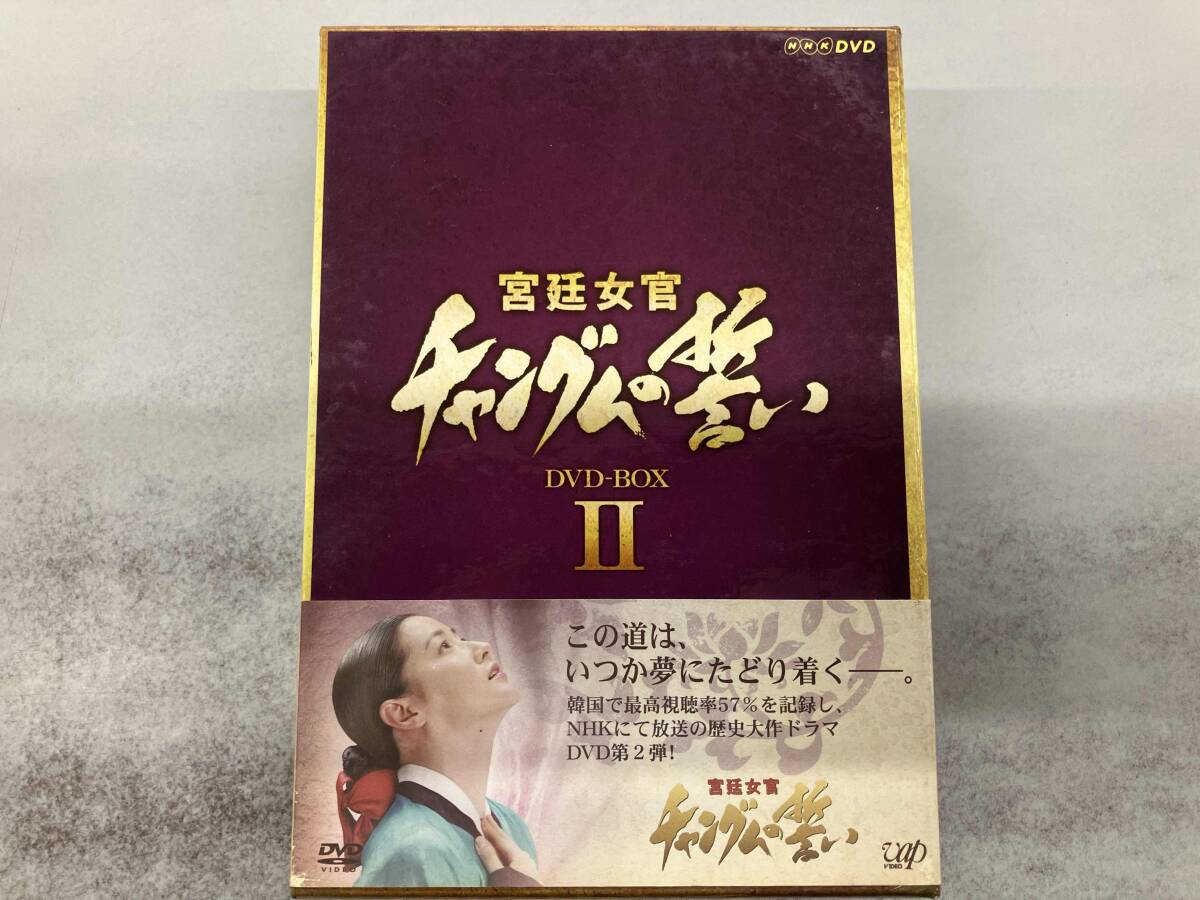 NHK DVD
宮廷女官
チャングムの誓い
DVD-BOX
II
この道は、
いつか夢にたどり着く──。
韓国で最高視聴率57%を記録し、
NHKにて放送の歴史大作ドラマ
DVD第2弾!
宮廷女官
チャングムの誓い
DVD
VIDEO
vap
VIDEO